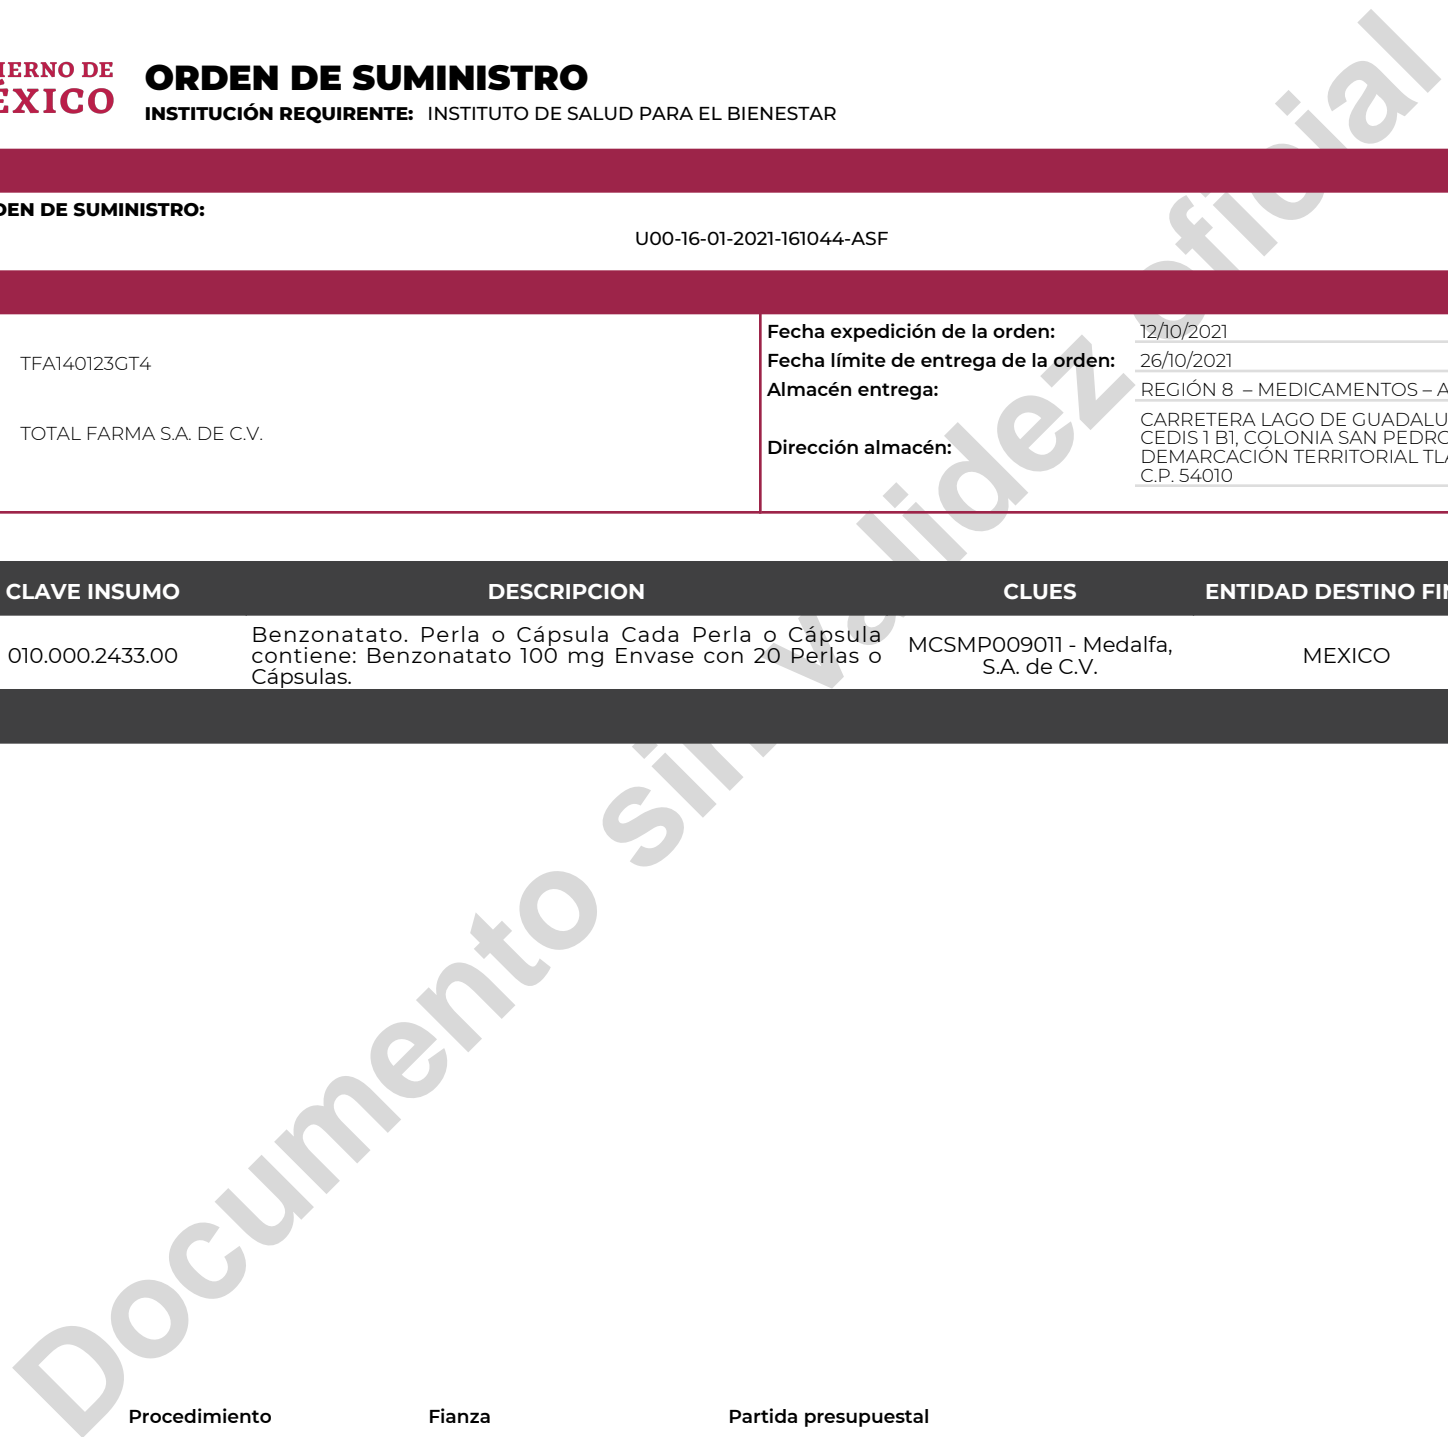 IERNO DE
ÉXICO
ORDEN DE SUMINISTRO
INSTITUCIÓN REQUIRENTE: INSTITUTO DE SALUD PARA EL BIENESTAR
DEN DE SUMINISTRO:
U00-16-01-2021-161044-ASF
TFA140123GT4
TOTAL FARMA S.A. DE C.V.
Fecha expedición de la orden: 12/10/2021
Fecha límite de entrega de la orden: 26/10/2021
Almacén entrega: REGIÓN 8 – MEDICAMENTOS – A
Dirección almacén:
CARRETERA LAGO DE GUADALU
CEDIS 1 B1, COLONIA SAN PEDRO
DEMARCACIÓN TERRITORIAL TLA
C.P. 54010
CLAVE INSUMO DESCRIPCION CLUES ENTIDAD DESTINO FIN
010.000.2433.00
Benzonatato. Perla o Cápsula Cada Perla o Cápsula
contiene: Benzonatato 100 mg Envase con 20 Perlas o
Cápsulas.
MCSMP009011 - Medalfa,
S.A. de C.V.
MEXICO
Documento sin validez oficial
Procedimiento Fianza Partida presupuestal